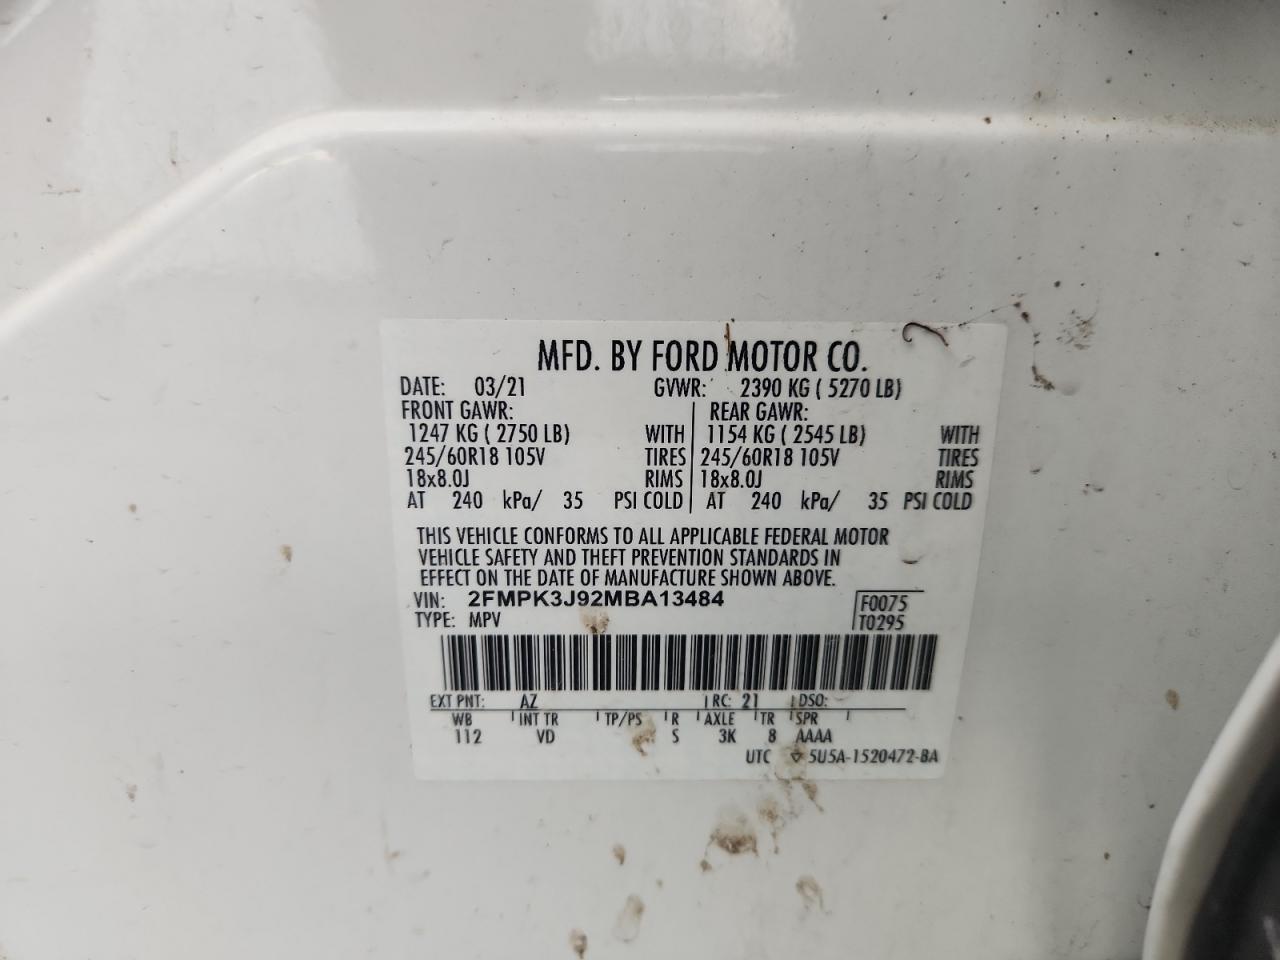 MFD. BY FORD MOTOR CO.
DATE: 03/21 GVWR: 2390 KG ( 5270 LB)
FRONT GAWR: REAR GAWR:
1247 KG ( 2750 LB) WITH 1154 KG ( 2545 LB) WITH
245/60R18 105V TIRES 245/60R18 105V TIRES
18x8.0J RIMS 18x8.0J RIMS
AT 240 kPa/ 35 PSI COLD AT 240 kPa/ 35 PSI COLD
THIS VEHICLE CONFORMS TO ALL APPLICABLE FEDERAL MOTOR
VEHICLE SAFETY AND THEFT PREVENTION STANDARDS IN
EFFECT ON THE DATE OF MANUFACTURE SHOWN ABOVE.
VIN: 2FMPK3J92MBA13484 F0075
TYPE: MPV T0295
EXT PNT: AZ RC: 21 DSO:
WB INT TR TP/PS R AXLE TR SPR
112 VD S 3K 8 AAAA
UTC 5U5A-1520472-BA